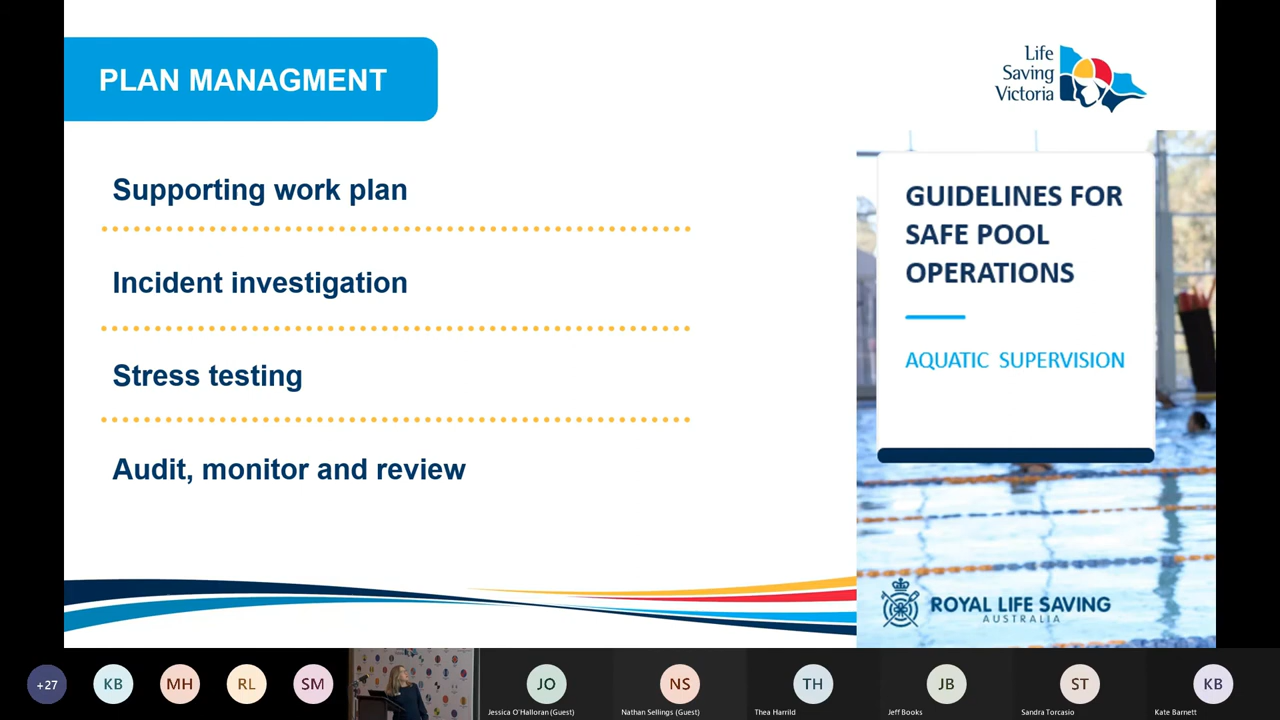 PLAN MANAGMENT
Life
Saving
Victoria
Supporting work plan
Incident investigation
Stress testing
Audit, monitor and review
GUIDELINES FOR
SAFE POOL
OPERATIONS
AQUATIC SUPERVISION
ROYAL LIFE SAVING
AUSTRALIA
+27
KB
MH
RL
SM
JO
NS
TH
JB
ST
KB
Jessica O'Halloran (Guest)
Nathan Sellings (Guest)
Thea Harrild
Jeff Books
Sandra Torcasio
Kate Barnett